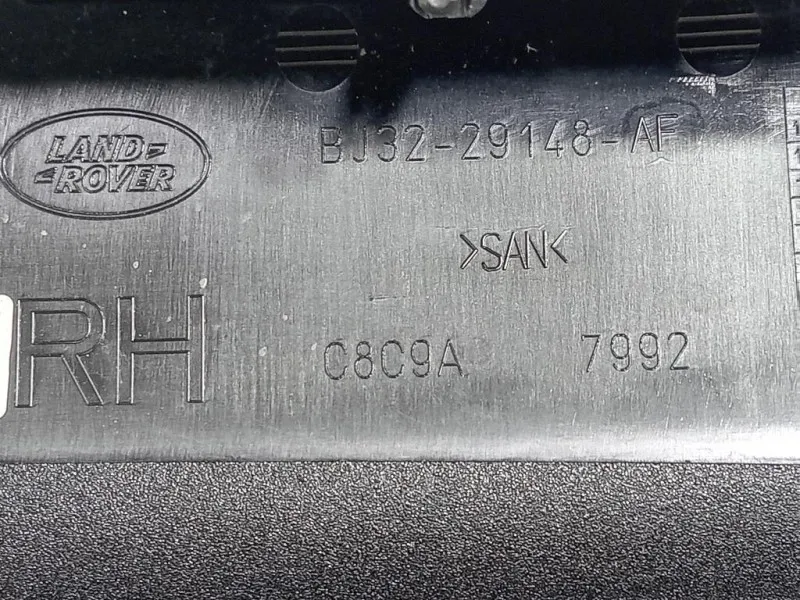 LAND
ROVER
BJ32-29148-AF
>SAN<
RH
C8C9A 7992